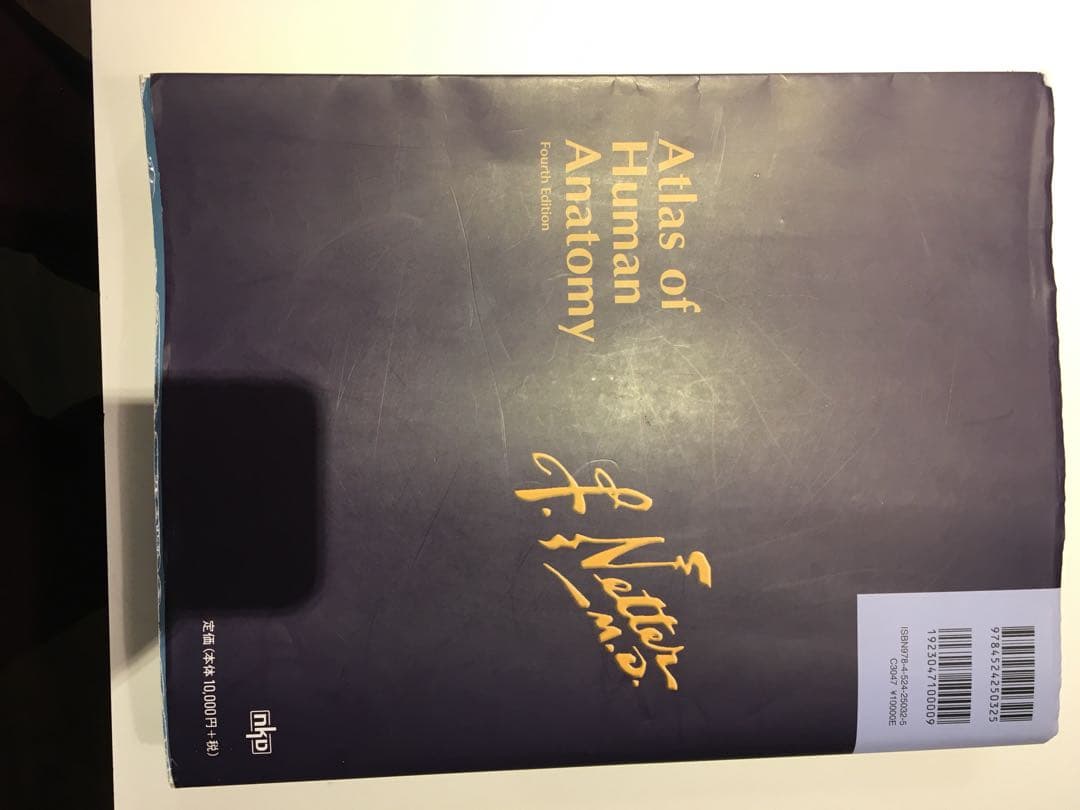 Atlas of
Human
Anatomy
Fourth Edition
F. Netter
M.D.
9784524250325
1923047100009
ISBN978-4-524-25032-5
C3047 ¥10000E
定価(本体10,000円+税)
nkD